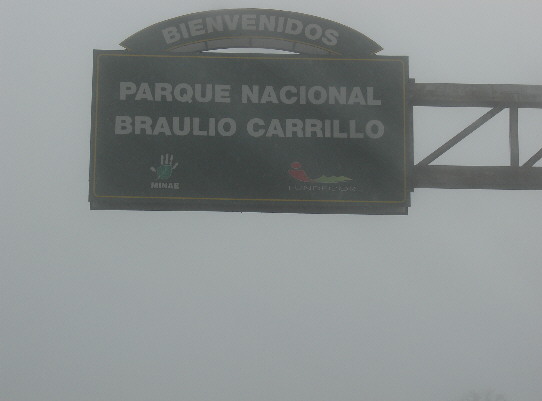 BIENVENIDOS
PARQUE NACIONAL
BRAULIO CARRILLO
MINAE